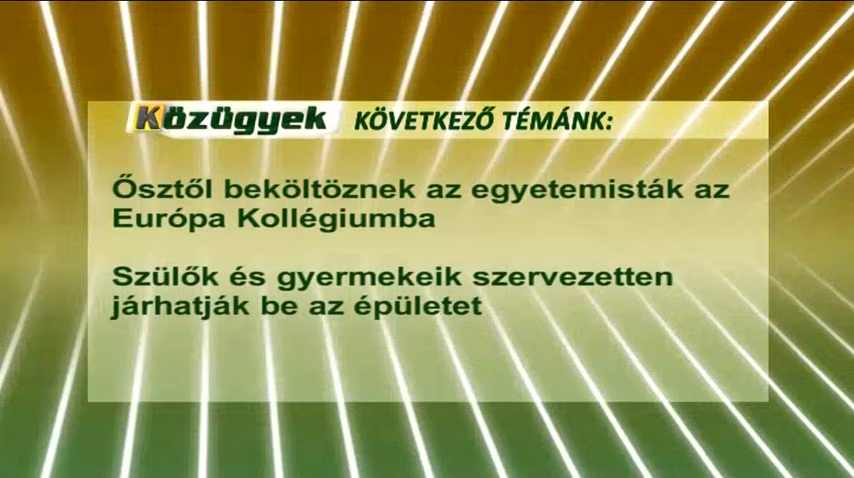 Közügyek KÖVETKEZŐ TÉMÁNK:
Ősztől beköltöznek az egyetemisták az
Európa Kollégiumba
Szülők és gyermekeik szervezetten
járhatják be az épületet